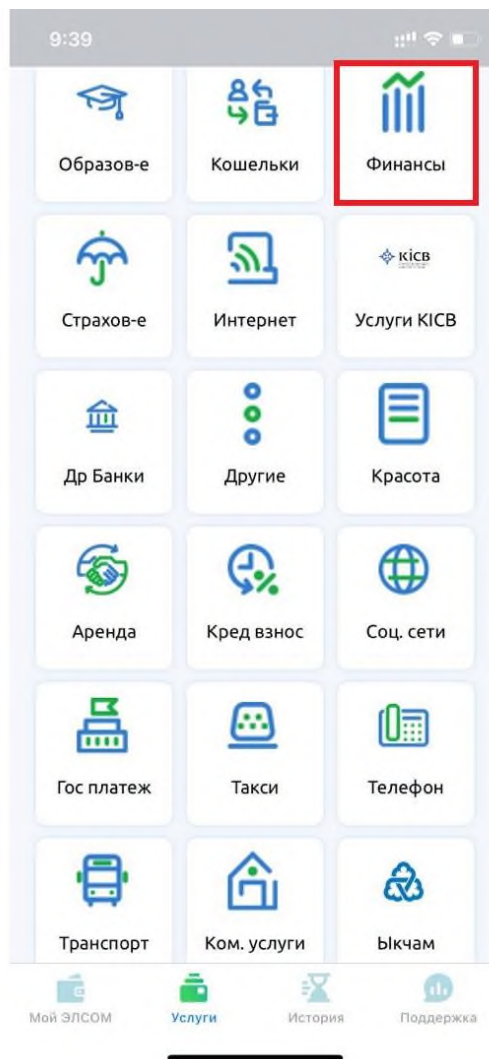 9:39
Образов-е
Кошельки
Финансы
Страхов-е
Интернет
KICB
Услуги KICB
Др Банки
Другие
Красота
Аренда
Кред взнос
Соц. сети
Гос платеж
Такси
Телефон
Транспорт
Ком. услуги
Ыкчам
Мой ЭЛСОМ
Услуги
История
Поддержка